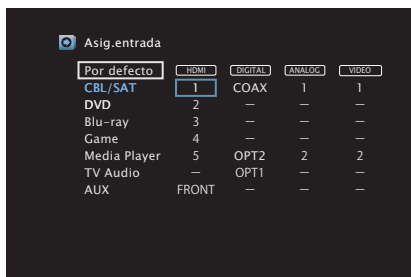 Asig.entrada
Por defecto HDMI DIGITAL ANALOG VIDEO
CBL/SAT 1 COAX 1 1
DVD 2 — — —
Blu-ray 3 — — —
Game 4 — — —
Media Player 5 OPT2 2 2
TV Audio — OPT1 — —
AUX FRONT — — —